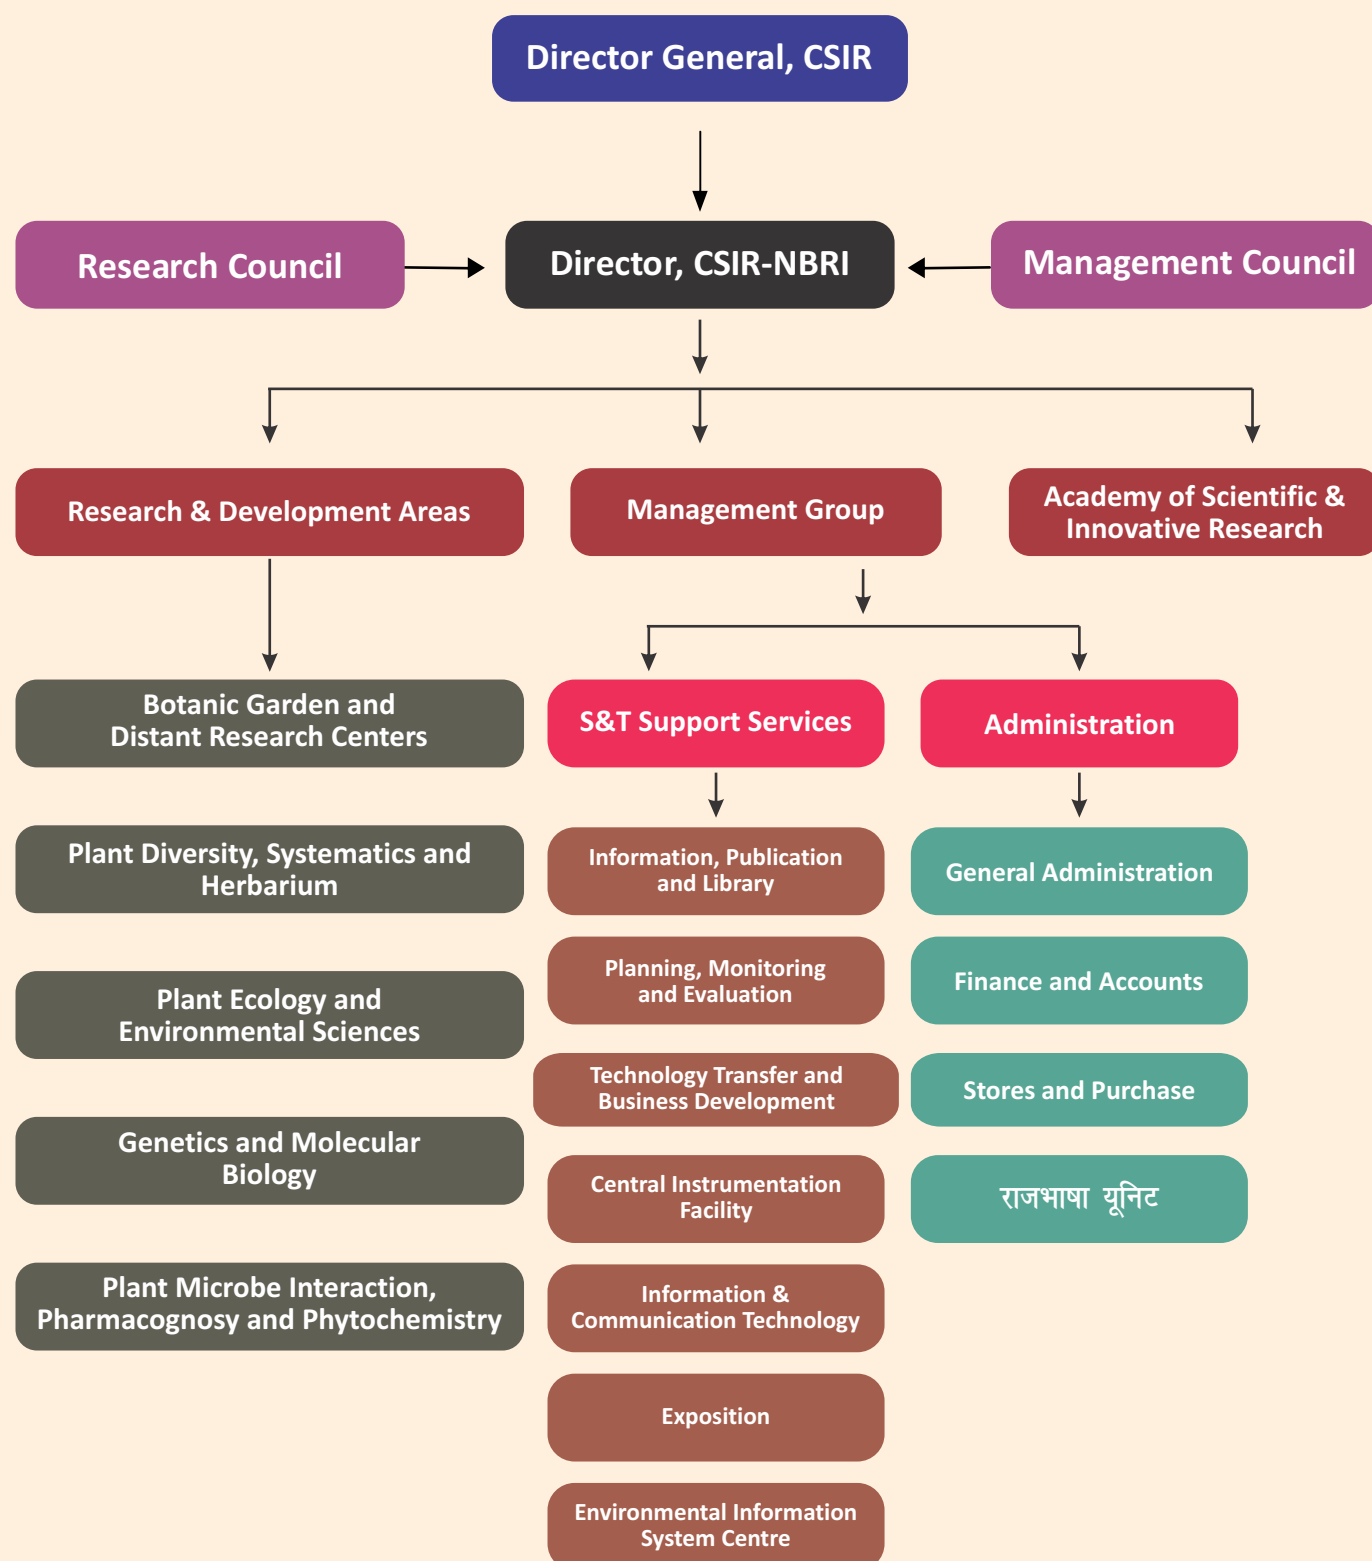 Director General, CSIR
Research Council
Director, CSIR-NBRI
Management Council
Research & Development Areas
Management Group
Academy of Scientific &
Innovative Research
Botanic Garden and
Distant Research Centers
Plant Diversity, Systematics and
Herbarium
Plant Ecology and
Environmental Sciences
Genetics and Molecular
Biology
Plant Microbe Interaction,
Pharmacognosy and Phytochemistry
S&T Support Services
Information, Publication
and Library
Planning, Monitoring
and Evaluation
Technology Transfer and
Business Development
Central Instrumentation
Facility
Information &
Communication Technology
Exposition
Environmental Information
System Centre
Administration
General Administration
Finance and Accounts
Stores and Purchase
राजभाषा यूनिट